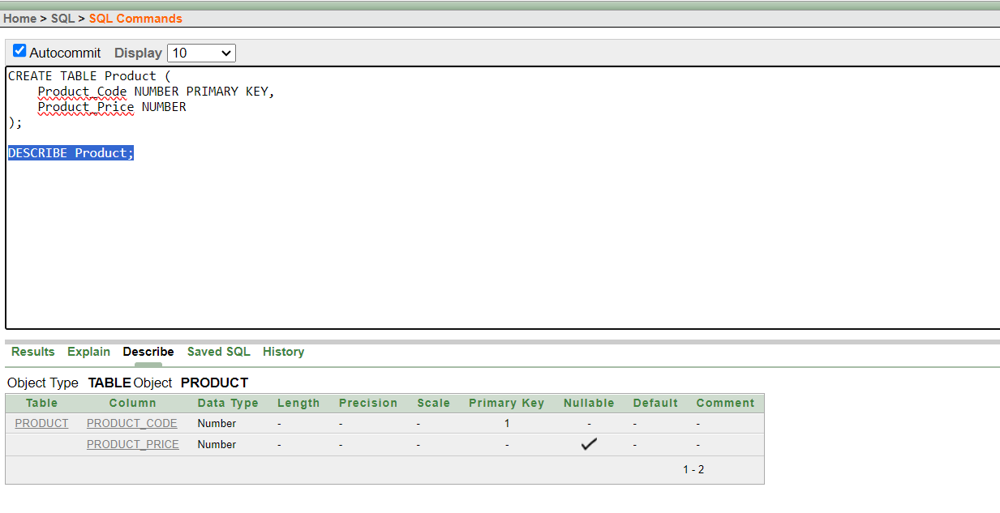 Home > SQL > SQL Commands
Autocommit Display 10
CREATE TABLE Product (
    Product_Code NUMBER PRIMARY KEY,
    Product_Price NUMBER
);
DESCRIBE Product;
Results Explain Describe Saved SQL History
Object Type TABLE Object PRODUCT
Table Column Data Type Length Precision Scale Primary Key Nullable Default Comment
PRODUCT PRODUCT_CODE Number - - - 1 - - -
PRODUCT_PRICE Number - - - - - -
1 - 2